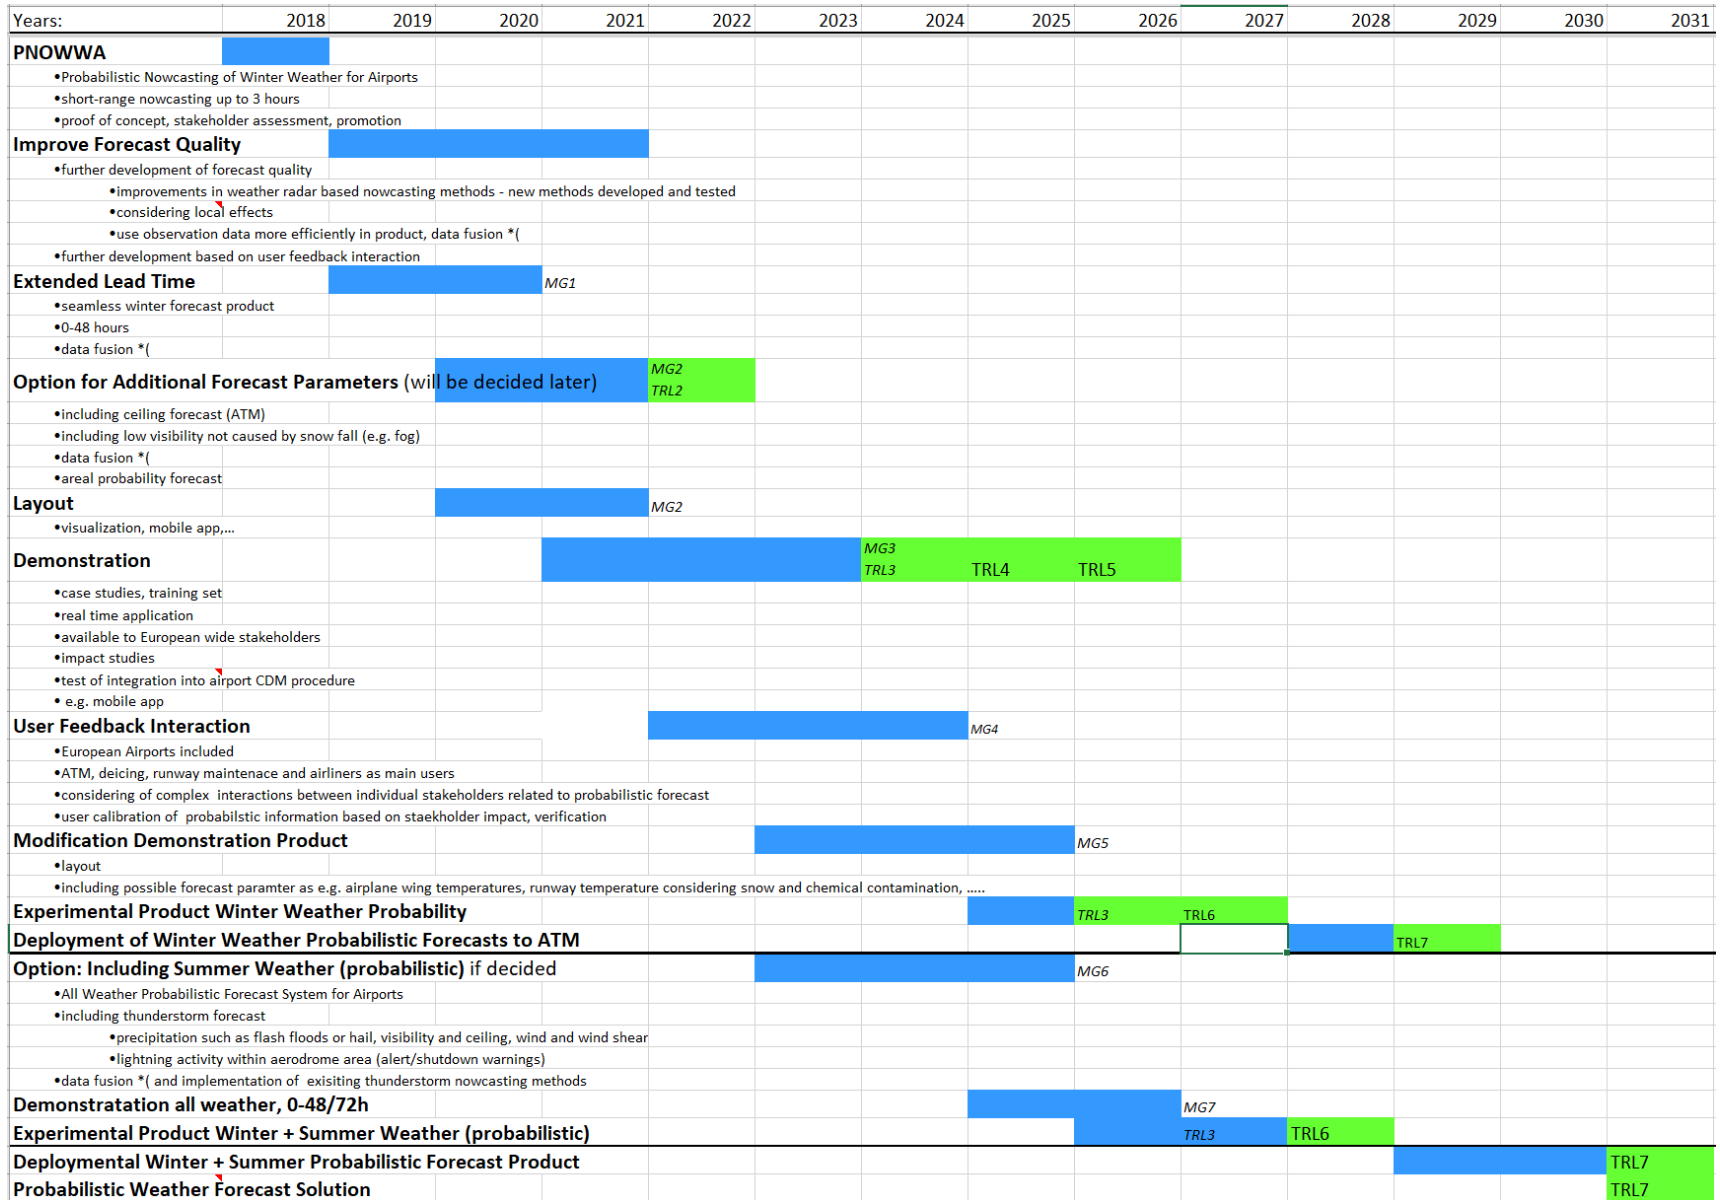 Years: 2018 2019 2020 2021 2022 2023 2024 2025 2026 2027 2028 2029 2030 2031
PNOWWA
•Probabilistic Nowcasting of Winter Weather for Airports
•short-range nowcasting up to 3 hours
•proof of concept, stakeholder assessment, promotion
Improve Forecast Quality
•further development of forecast quality
•improvements in weather radar based nowcasting methods - new methods developed and tested
•considering local effects
•use observation data more efficiently in product, data fusion *(
•further development based on user feedback interaction
Extended Lead Time MG1
•seamless winter forecast product
•0-48 hours
•data fusion *(
Option for Additional Forecast Parameters (will be decided later) MG2
TRL2
•including ceiling forecast (ATM)
•including low visibility not caused by snow fall (e.g. fog)
•data fusion *(
•areal probability forecast
Layout MG2
•visualization, mobile app,...
Demonstration MG3
TRL3 TRL4 TRL5
•case studies, training set
•real time application
•available to European wide stakeholders
•impact studies
•test of integration into airport CDM procedure
• e.g. mobile app
User Feedback Interaction MG4
•European Airports included
•ATM, deicing, runway maintenace and airliners as main users
•considering of complex  interactions between individual stakeholders related to probabilistic forecast
•user calibration of  probabilstic information based on staekholder impact, verification
Modification Demonstration Product MG5
•layout
•including possible forecast paramter as e.g. airplane wing temperatures, runway temperature considering snow and chemical contamination, .....
Experimental Product Winter Weather Probability TRL3 TRL6
Deployment of Winter Weather Probabilistic Forecasts to ATM TRL7
Option: Including Summer Weather (probabilistic) if decided MG6
•All Weather Probabilistic Forecast System for Airports
•including thunderstorm forecast
•precipitation such as flash floods or hail, visibility and ceiling, wind and wind shear
•lightning activity within aerodrome area (alert/shutdown warnings)
•data fusion *( and implementation of  exisiting thunderstorm nowcasting methods
Demonstratation all weather, 0-48/72h MG7
Experimental Product Winter + Summer Weather (probabilistic) TRL3 TRL6
Deploymental Winter + Summer Probabilistic Forecast Product TRL7
Probabilistic Weather Forecast Solution TRL7